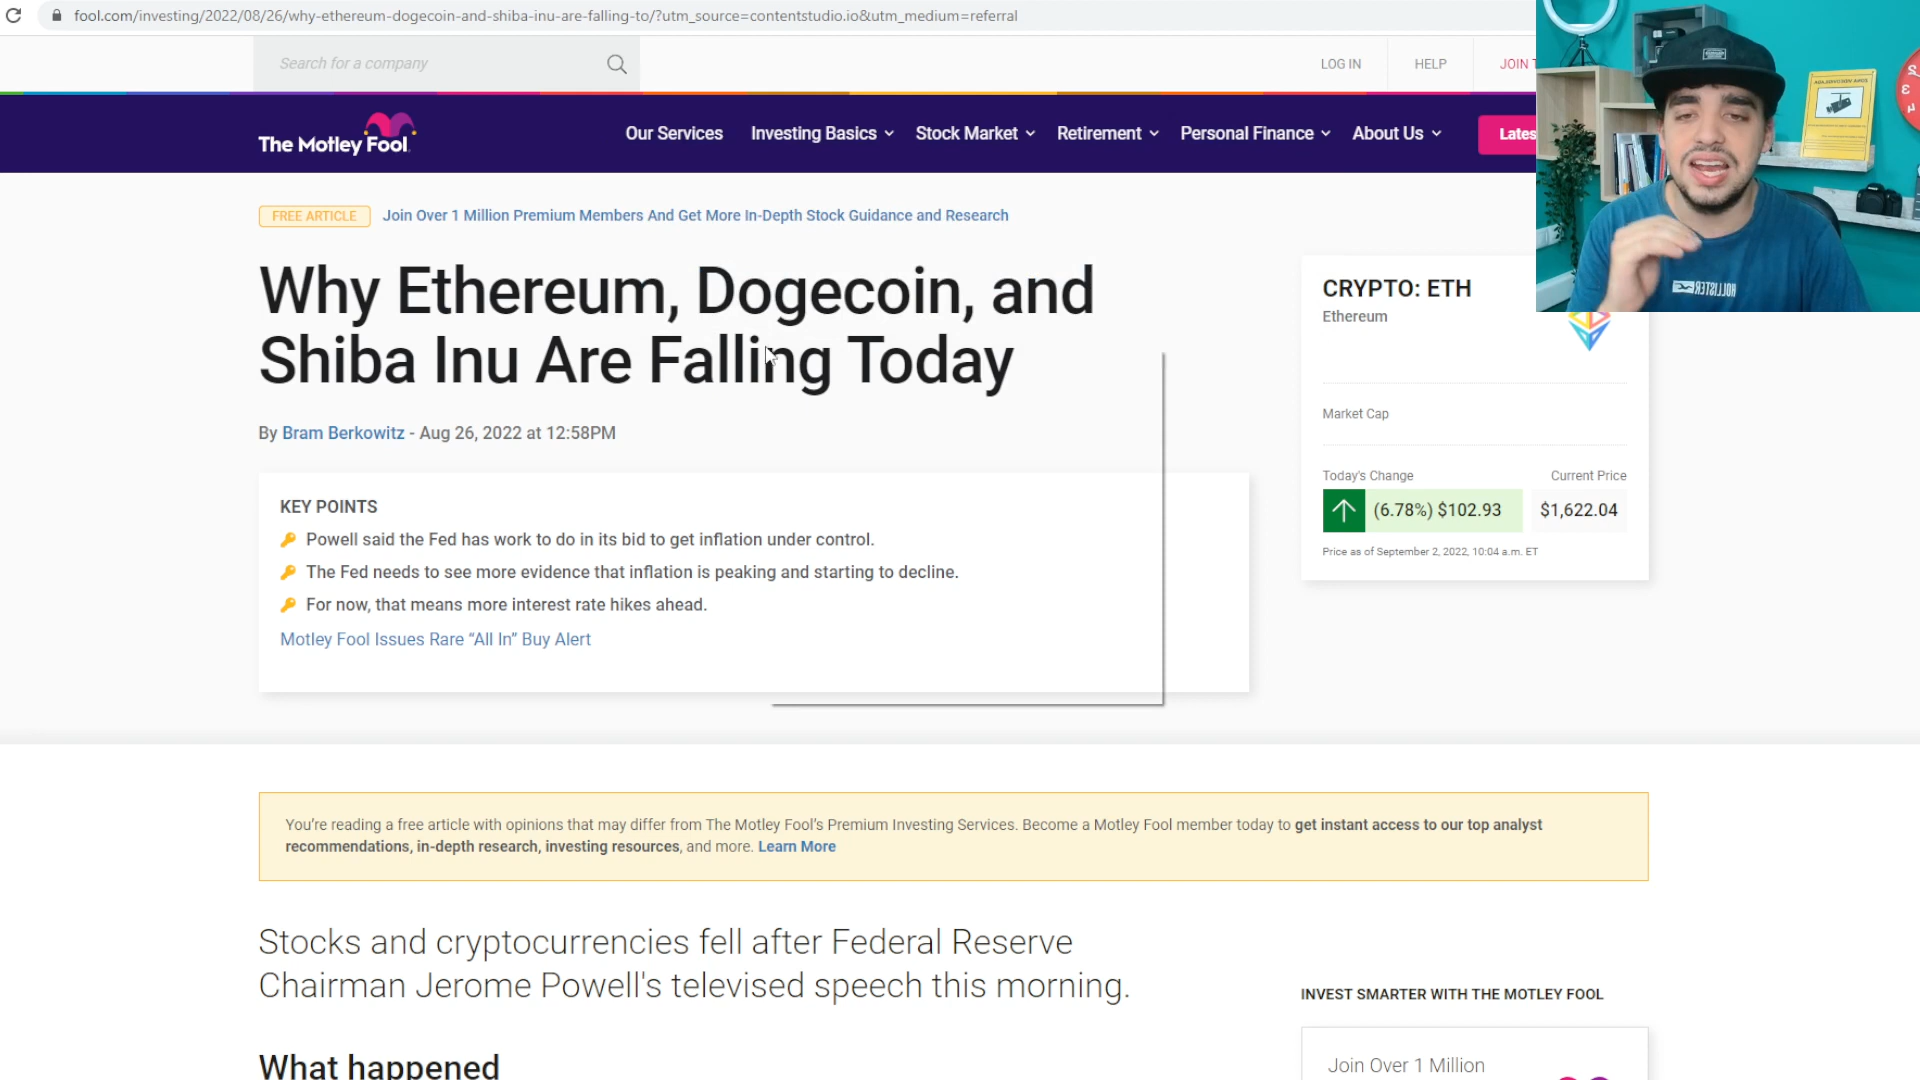 fool.com/investing/2022/08/26/why-ethereum-dogecoin-and-shiba-inu-are-falling-to/?utm_source=contentstudio.io&utm_medium=referral
Search for a company
LOG IN
HELP
JOIN T
The Motley Fool
Our Services
Investing Basics
Stock Market
Retirement
Personal Finance
About Us
Lates
FREE ARTICLE
Join Over 1 Million Premium Members And Get More In-Depth Stock Guidance and Research
Why Ethereum, Dogecoin, and
Shiba Inu Are Falling Today
By Bram Berkowitz - Aug 26, 2022 at 12:58PM
KEY POINTS
Powell said the Fed has work to do in its bid to get inflation under control.
The Fed needs to see more evidence that inflation is peaking and starting to decline.
For now, that means more interest rate hikes ahead.
Motley Fool Issues Rare “All In” Buy Alert
CRYPTO: ETH
Ethereum
Market Cap
Today's Change
Current Price
(6.78%) $102.93
$1,622.04
Price as of September 2, 2022, 10:04 a.m. ET
HOLLISTER
You’re reading a free article with opinions that may differ from The Motley Fool’s Premium Investing Services. Become a Motley Fool member today to get instant access to our top analyst
recommendations, in-depth research, investing resources, and more. Learn More
Stocks and cryptocurrencies fell after Federal Reserve
Chairman Jerome Powell's televised speech this morning.
What happened
INVEST SMARTER WITH THE MOTLEY FOOL
Join Over 1 Million